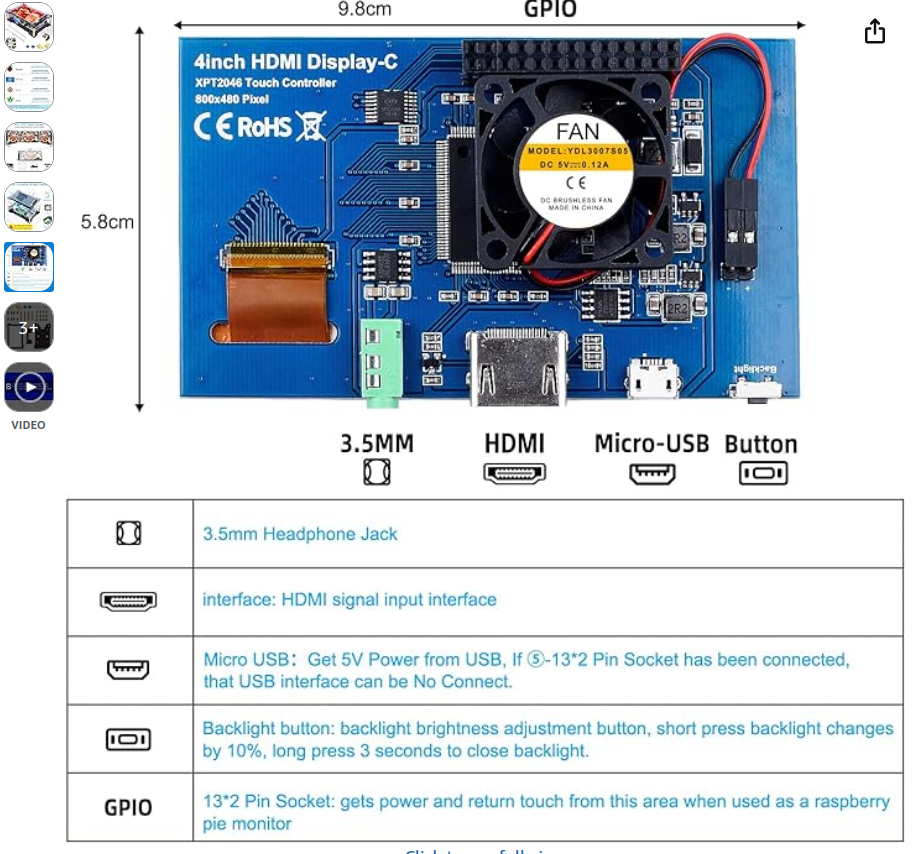 9.8cm
GPIO
4inch HDMI Display-C
XPT2046 Touch Controller
800x480 Pixel
CE RoHS
FAN
MODEL:YDL3007S05
DC 5V⎓0.12A
CE
DC BRUSHLESS FAN
MADE IN CHINA
5.8cm
2R2
Backlight
3+
VIDEO
3.5MM
HDMI
Micro-USB
Button
3.5mm Headphone Jack
interface: HDMI signal input interface
Micro USB： Get 5V Power from USB, If ⑤-13*2 Pin Socket has been connected,
that USB interface can be No Connect.
Backlight button: backlight brightness adjustment button, short press backlight changes
by 10%, long press 3 seconds to close backlight.
GPIO
13*2 Pin Socket: gets power and return touch from this area when used as a raspberry
pie monitor